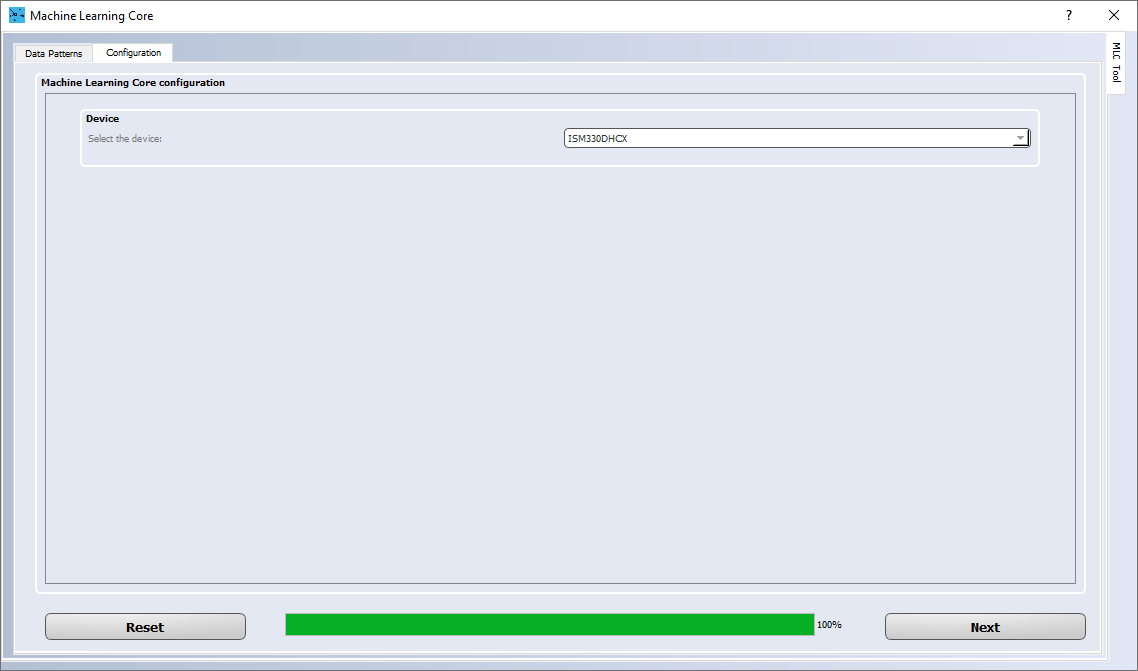 Machine Learning Core
?
Data Patterns
Configuration
MLC Tool
Machine Learning Core configuration
Device
Select the device:
ISM330DHCX
Reset
100%
Next